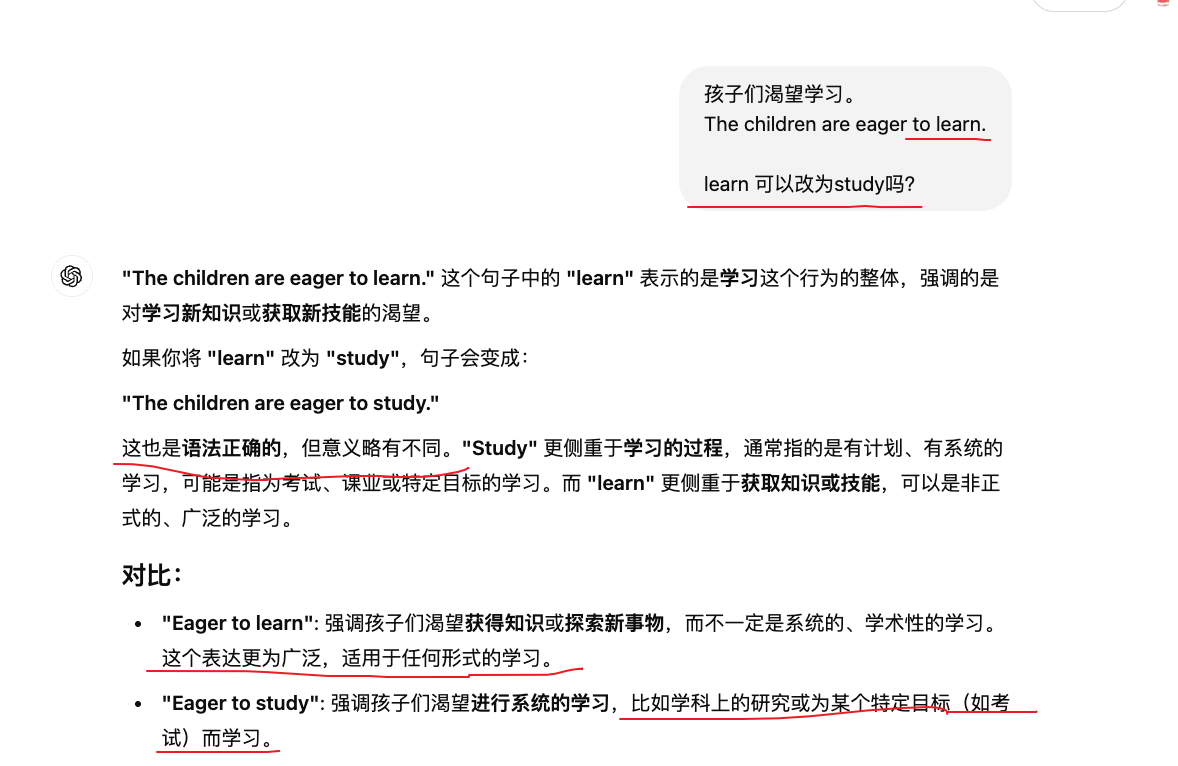 孩子们渴望学习。
The children are eager to learn.
learn 可以改为study吗?
"The children are eager to learn." 这个句子中的 "learn" 表示的是学习这个行为的整体，强调的是
对学习新知识或获取新技能的渴望。
如果你将 "learn" 改为 "study"，句子会变成：
"The children are eager to study."
这也是语法正确的，但意义略有不同。"Study" 更侧重于学习的过程，通常指的是有计划、有系统的
学习，可能是指为考试、课业或特定目标的学习。而 "learn" 更侧重于获取知识或技能，可以是非正
式的、广泛的学习。
对比：
• "Eager to learn": 强调孩子们渴望获得知识或探索新事物，而不一定是系统的、学术性的学习。
这个表达更为广泛，适用于任何形式的学习。
• "Eager to study": 强调孩子们渴望进行系统的学习，比如学科上的研究或为某个特定目标（如考
试）而学习。